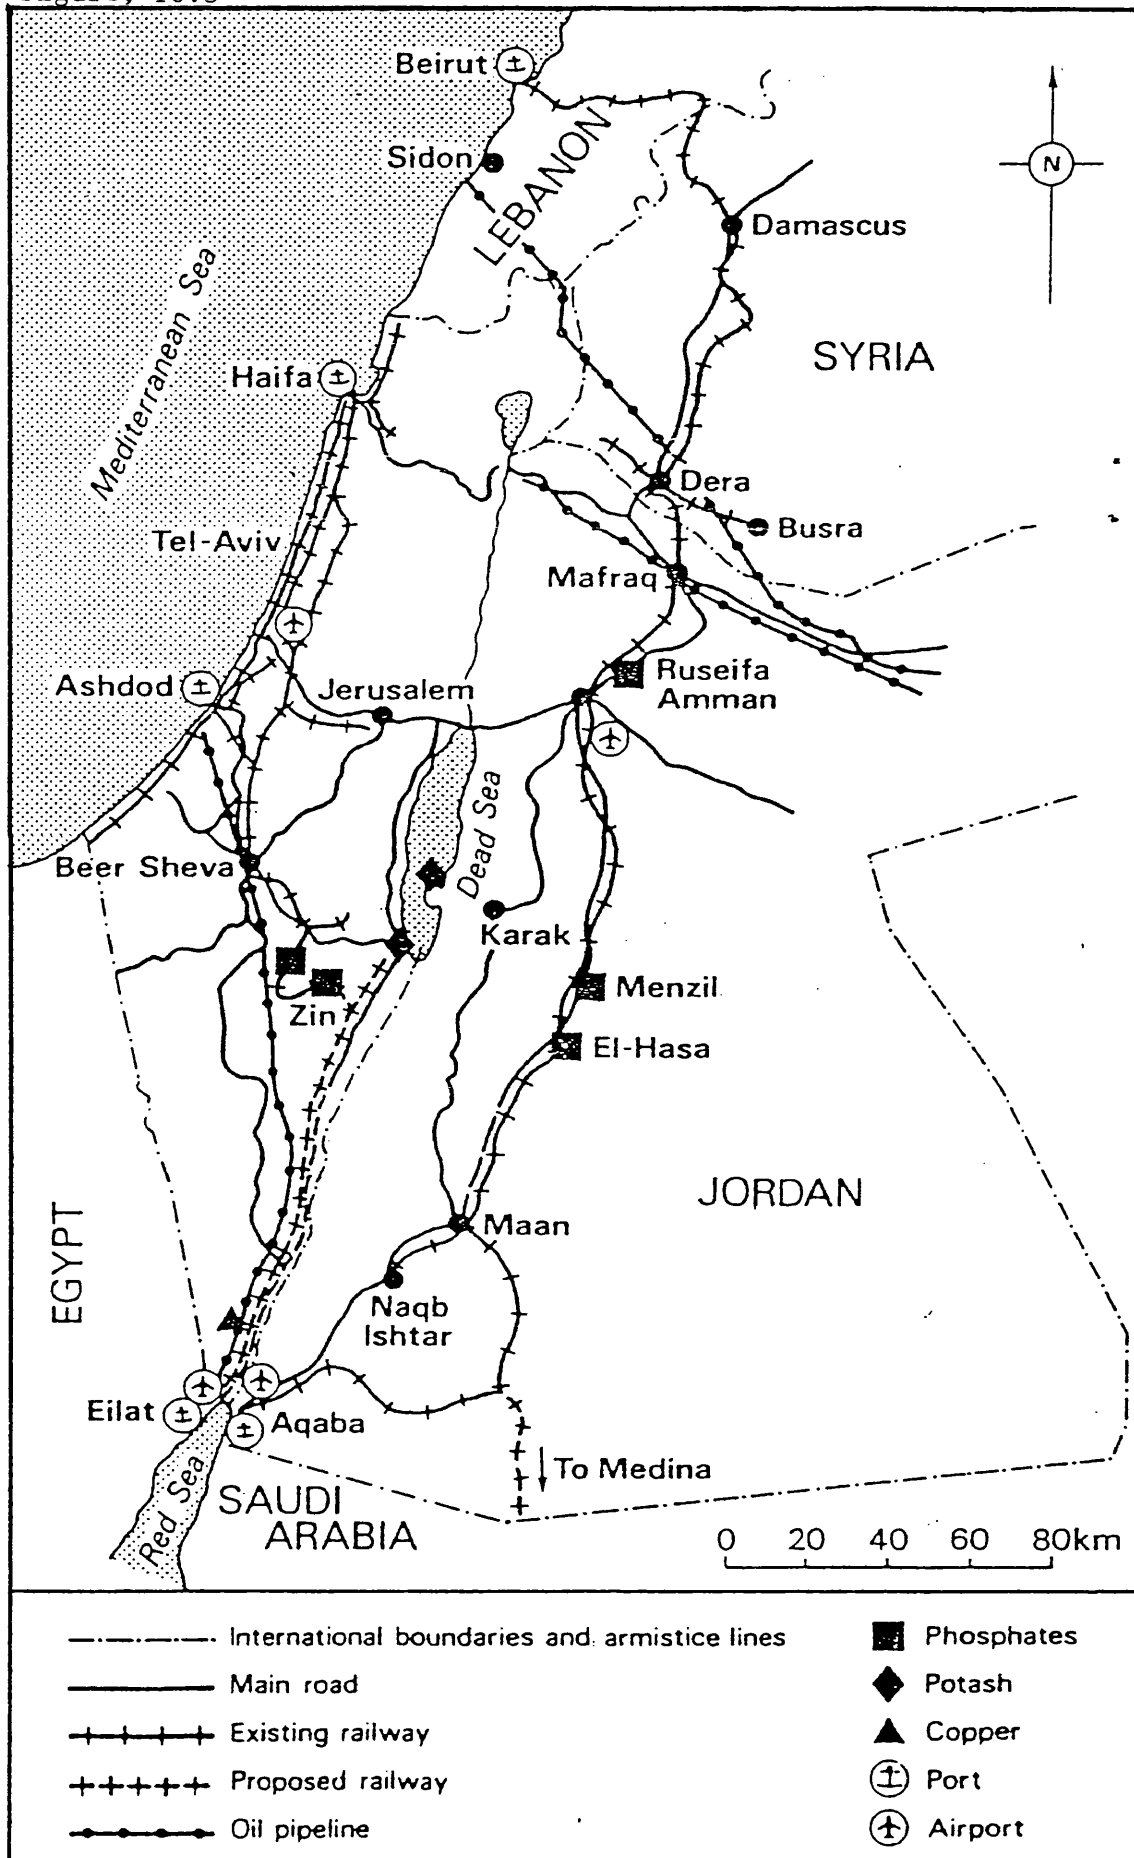 Beirut
Sidon
LEBANON
N
Damascus
Mediterranean Sea
SYRIA
Haifa
Dera
Busra
Tel-Aviv
Mafraq
Ruseifa
Amman
Ashdod
Jerusalem
Dead Sea
Beer Sheva
Karak
Menzil
Zin
El-Hasa
JORDAN
EGYPT
Maan
Naqb
Ishtar
Eilat
Aqaba
To Medina
Red Sea
SAUDI
ARABIA
0 20 40 60 80km
International boundaries and armistice lines
Main road
Existing railway
Proposed railway
Oil pipeline
Phosphates
Potash
Copper
Port
Airport